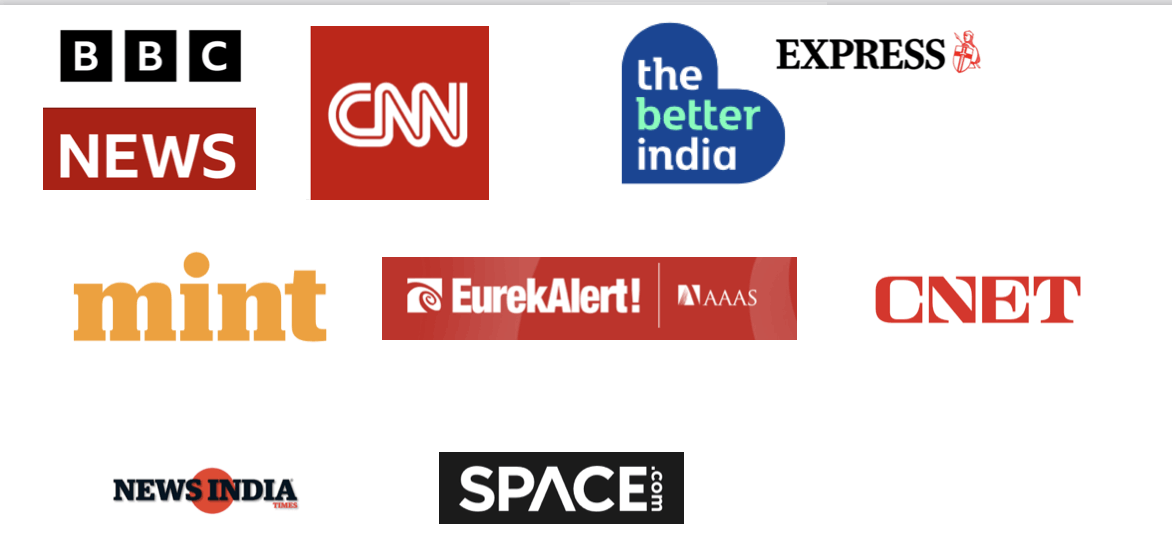 BBC
NEWS
CNN
the
better
india
EXPRESS
mint
EurekAlert! AAAS
CNET
NEWS INDIA
TIMES
SPACE.com